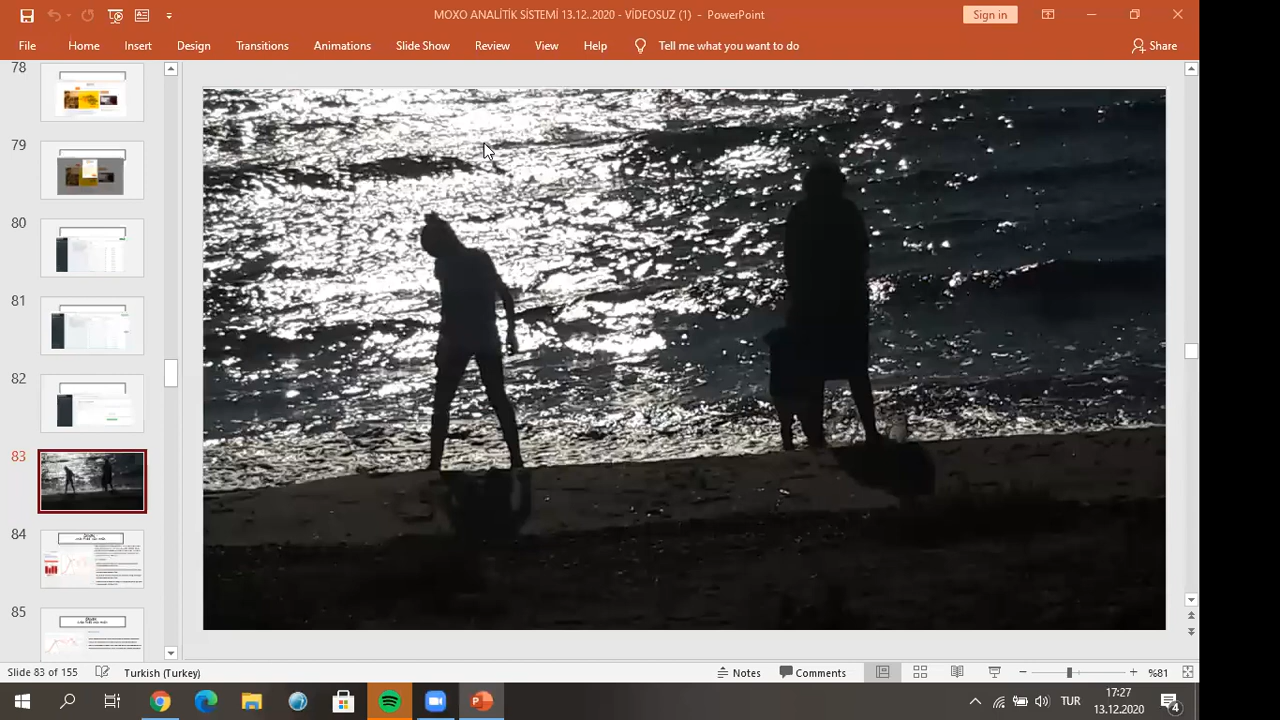 MOXO ANALİTİK SİSTEMİ 13.12..2020 - VİDEOSUZ (1) - PowerPoint
Sign in
File Home Insert Design Transitions Animations Slide Show Review View Help Tell me what you want to do Share
78
79
80
81
82
83
84
85
Slide 83 of 155 Turkish (Turkey) Notes Comments %81
TUR
17:27
13.12.2020
4